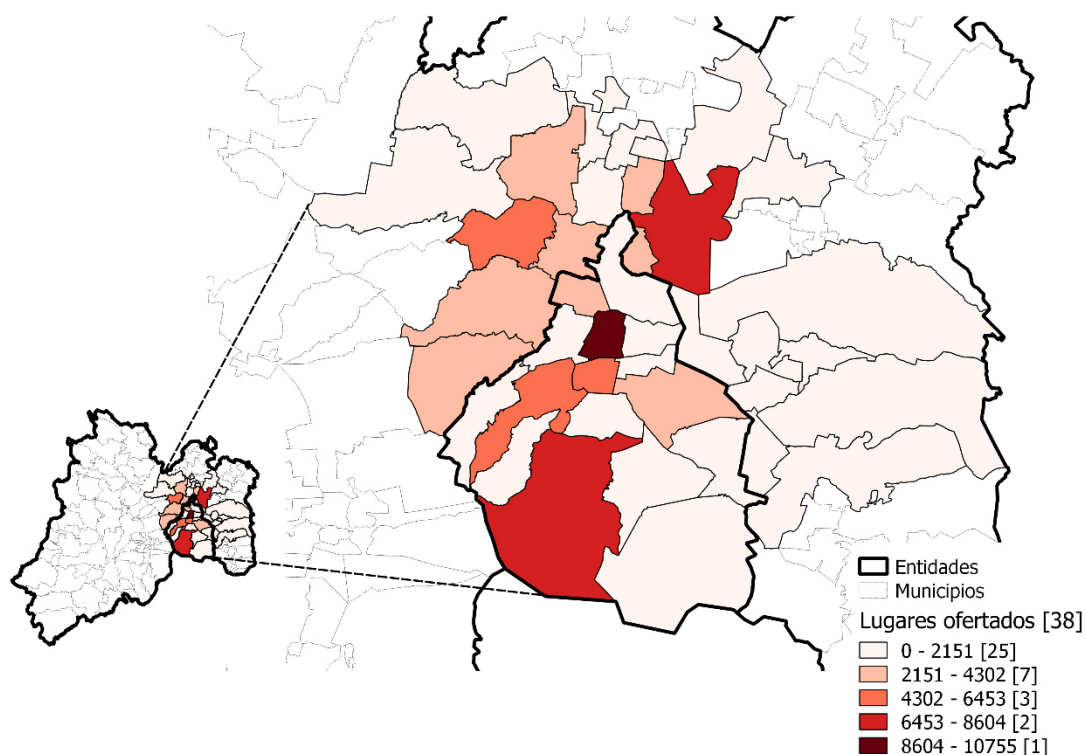 Entidades
Municipios
Lugares ofertados [38]
0 - 2151 [25]
2151 - 4302 [7]
4302 - 6453 [3]
6453 - 8604 [2]
8604 - 10755 [1]